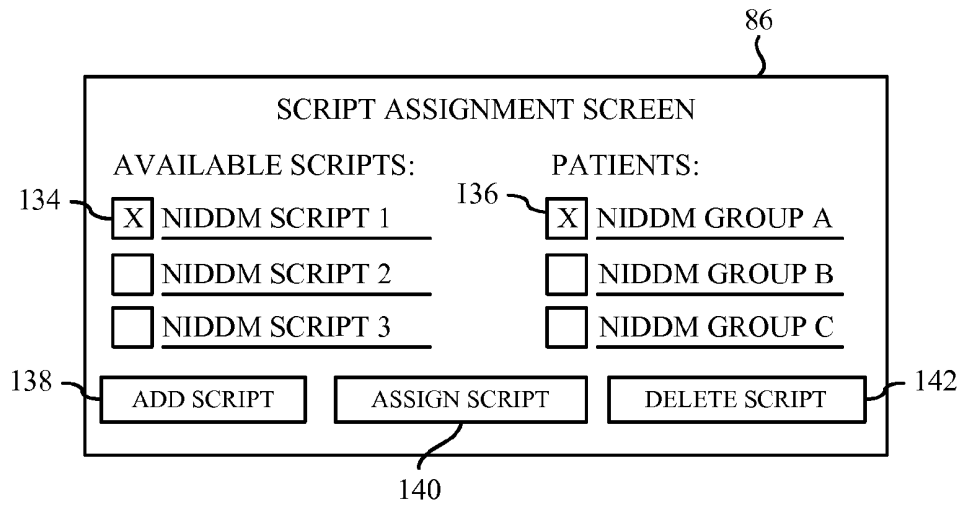 86
SCRIPT ASSIGNMENT SCREEN
AVAILABLE SCRIPTS: PATIENTS:
134 X NIDDM SCRIPT 1 I36 X NIDDM GROUP A
NIDDM SCRIPT 2 NIDDM GROUP B
NIDDM SCRIPT 3 NIDDM GROUP C
138 ADD SCRIPT ASSIGN SCRIPT DELETE SCRIPT 142
140